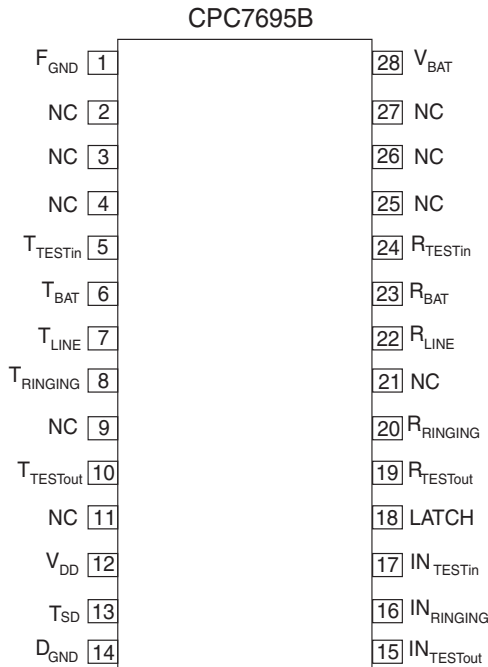 CPC7695B
F_GND 1 28 V_BAT
NC 2 27 NC
NC 3 26 NC
NC 4 25 NC
T_TESTin 5 24 R_TESTin
T_BAT 6 23 R_BAT
T_LINE 7 22 R_LINE
T_RINGING 8 21 NC
NC 9 20 R_RINGING
T_TESTout 10 19 R_TESTout
NC 11 18 LATCH
V_DD 12 17 IN_TESTin
T_SD 13 16 IN_RINGING
D_GND 14 15 IN_TESTout